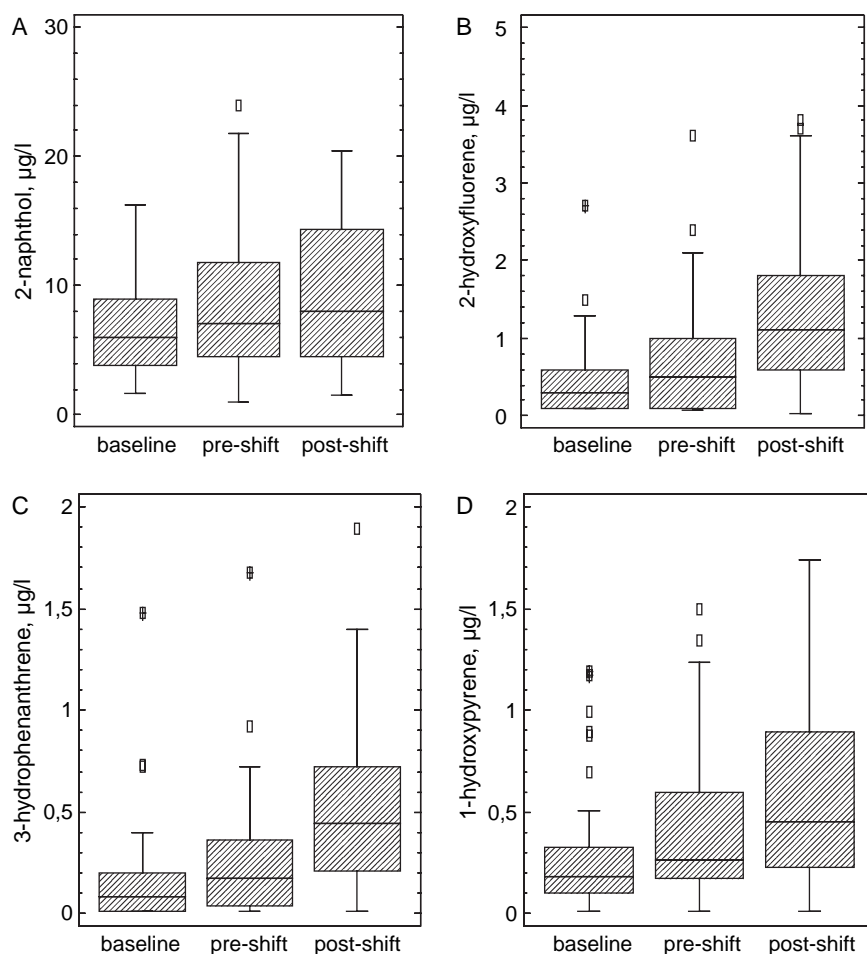 A
30
20
10
0
2-naphthol, µg/l
baseline pre-shift post-shift
B
5
4
3
2
1
0
2-hydroxyfluorene, µg/l
baseline pre-shift post-shift
C
2
1,5
1
0,5
0
3-hydrophenanthrene, µg/l
baseline pre-shift post-shift
D
2
1,5
1
0,5
0
1-hydroxypyrene, µg/l
baseline pre-shift post-shift